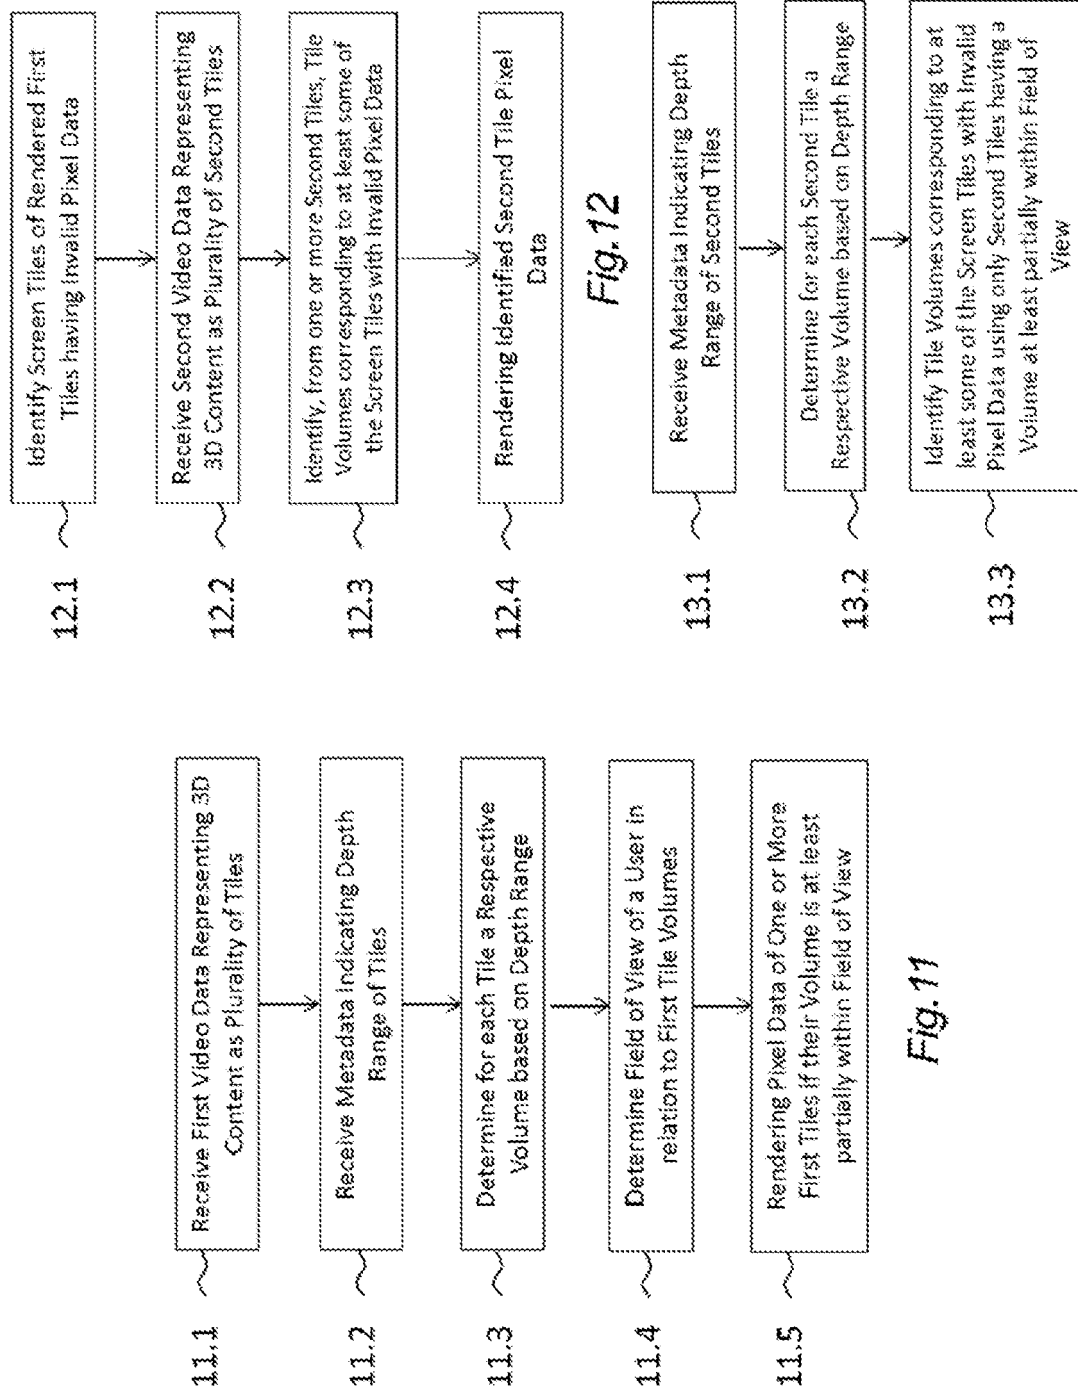 11.1
Receive First Video Data Representing 3D
Content as Plurality of Tiles
11.2
Receive Metadata Indicating Depth
Range of Tiles
11.3
Determine for each Tile a Respective
Volume based on Depth Range
11.4
Determine Field of View of a User in
relation to First Tile Volumes
11.5
Rendering Pixel Data of One or More
First Tiles if their Volume is at least
partially within Field of View
Fig.11
12.1
Identify Screen Tiles of Rendered First
Tiles having Invalid Pixel Data
12.2
Receive Second Video Data Representing
3D Content as Plurality of Second Tiles
12.3
Identify, from one or more Second Tiles, Tile
Volumes corresponding to at least some of
the Screen Tiles with Invalid Pixel Data
12.4
Rendering Identified Second Tile Pixel
Data
Fig.12
13.1
Receive Metadata Indicating Depth
Range of Second Tiles
13.2
Determine for each Second Tile a
Respective Volume based on Depth Range
13.3
Identify Tile Volumes corresponding to at
least some of the Screen Tiles with Invalid
Pixel Data using only Second Tiles having a
Volume at least partially within Field of
View